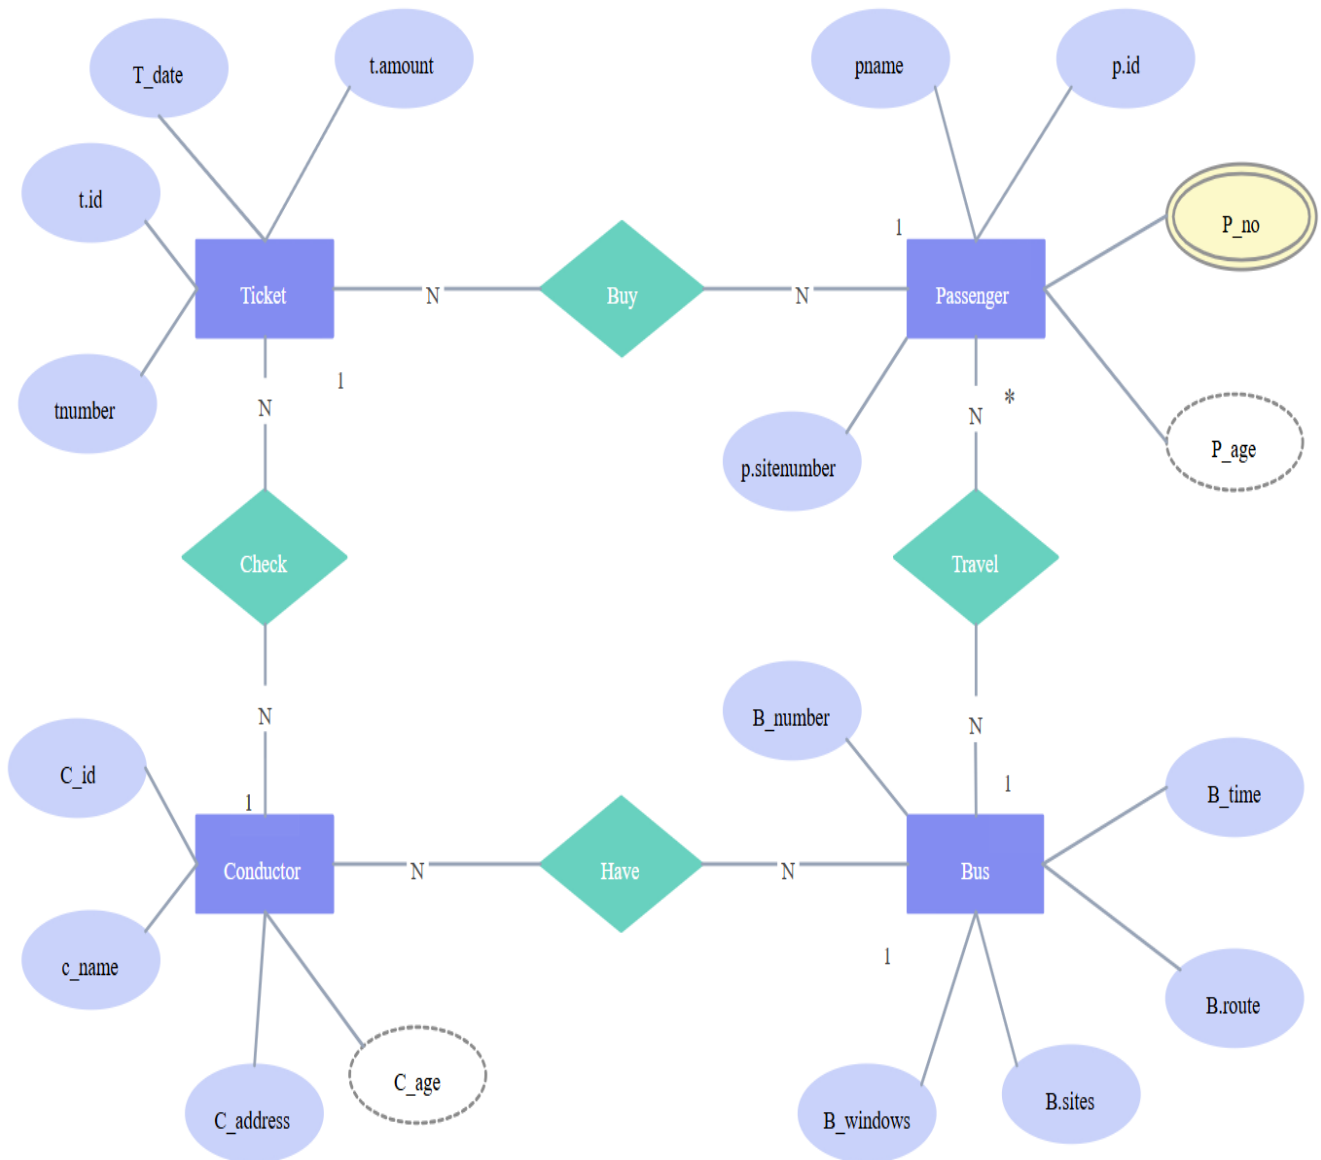 T_date
t.amount
pname
p.id
t.id
P_no
1
Ticket
N
Buy
N
Passenger
1
tnumber
N
*
N
P_age
p.sitenumber
Check
Travel
N
B_number
N
C_id
1
1
B_time
Conductor
N
Have
N
Bus
c_name
1
B.route
C_age
C_address
B_windows
B.sites